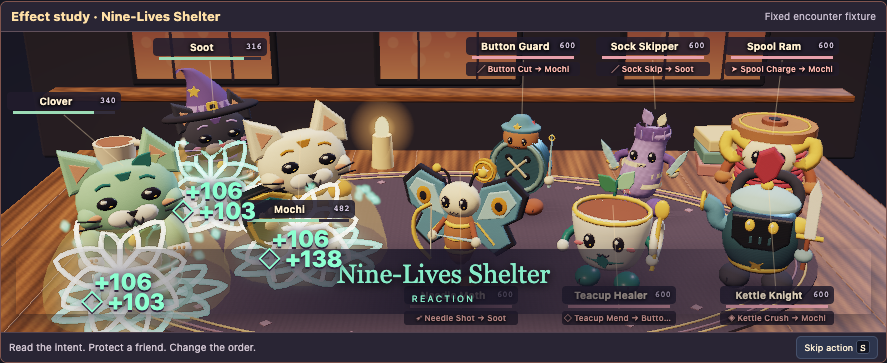 Effect study · Nine-Lives Shelter
Fixed encounter fixture
Soot 316
Button Guard 600
Button Cut → Mochi
Sock Skipper 600
Sock Skip → Soot
Spool Ram 600
Spool Charge → Mochi
Clover 340
+106
+103
Mochi 482
+106
+138
+106
+103
Nine-Lives Shelter
REACTION
600
Needle Shot → Soot
Teacup Healer 600
Teacup Mend → Butto...
Kettle Knight 600
Kettle Crush → Mochi
Read the intent. Protect a friend. Change the order.
Skip action S